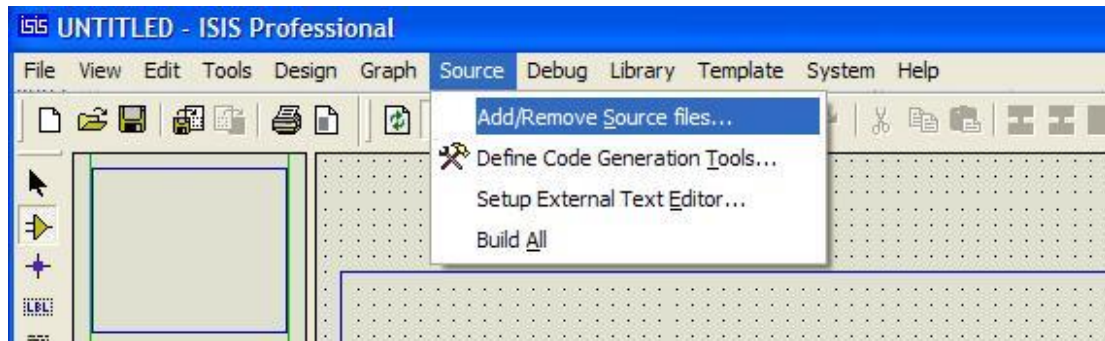 isis UNTITLED - ISIS Professional
File View Edit Tools Design Graph Source Debug Library Template System Help
Add/Remove Source files...
Define Code Generation Tools...
Setup External Text Editor...
Build All
LBL